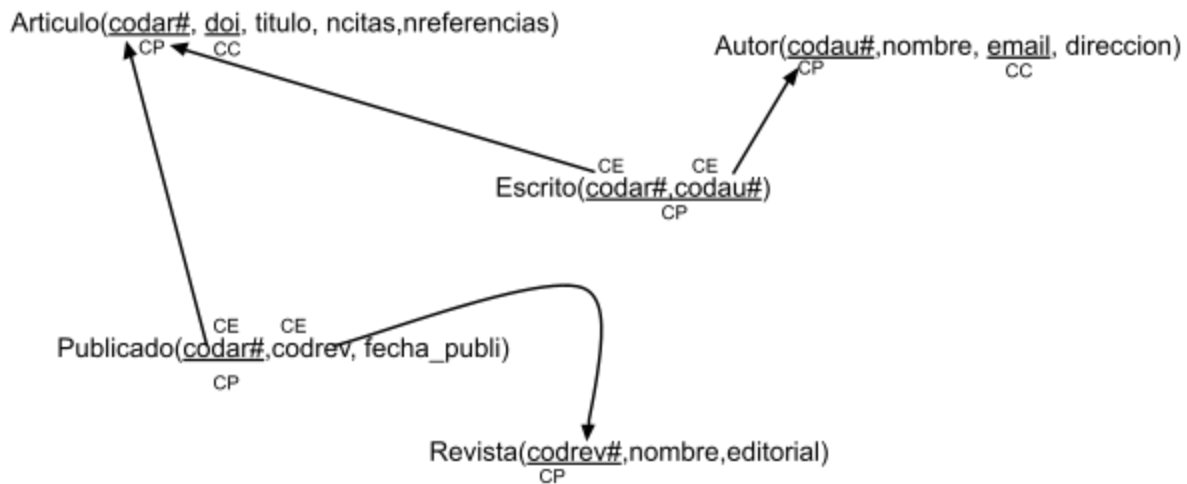 Articulo(codar#, doi, titulo, ncitas,nreferencias)
CP CC
Autor(codau#,nombre, email, direccion)
CP CC
CE CE
Escrito(codar#,codau#)
CP
CE CE
Publicado(codar#,codrev, fecha_publi)
CP
Revista(codrev#,nombre,editorial)
CP